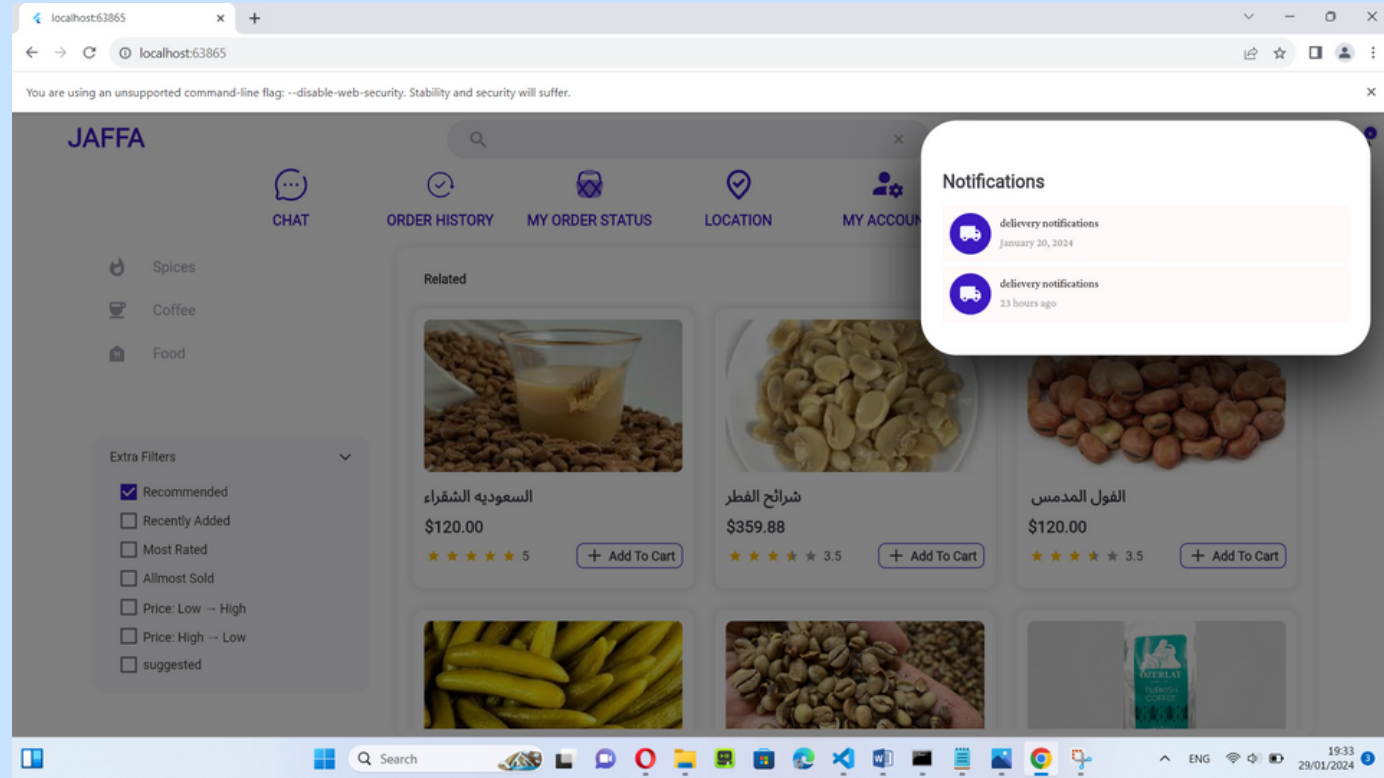 localhost:63865
localhost:63865
You are using an unsupported command-line flag: --disable-web-security. Stability and security will suffer.
JAFFA
CHAT
ORDER HISTORY
MY ORDER STATUS
LOCATION
MY ACCOUN
Notifications
delievery notifications
January 20, 2024
delievery notifications
23 hours ago
Spices
Coffee
Food
Extra Filters
Recommended
Recently Added
Most Rated
Allmost Sold
Price: Low → High
Price: High → Low
suggested
Related
السعوديه الشقراء
$120.00
5
+ Add To Cart
شرائح الفطر
$359.88
3.5
+ Add To Cart
الفول المدمس
$120.00
3.5
+ Add To Cart
OZERLAT
TURKISH
COFFEE
Search
ENG
19:33
29/01/2024
3